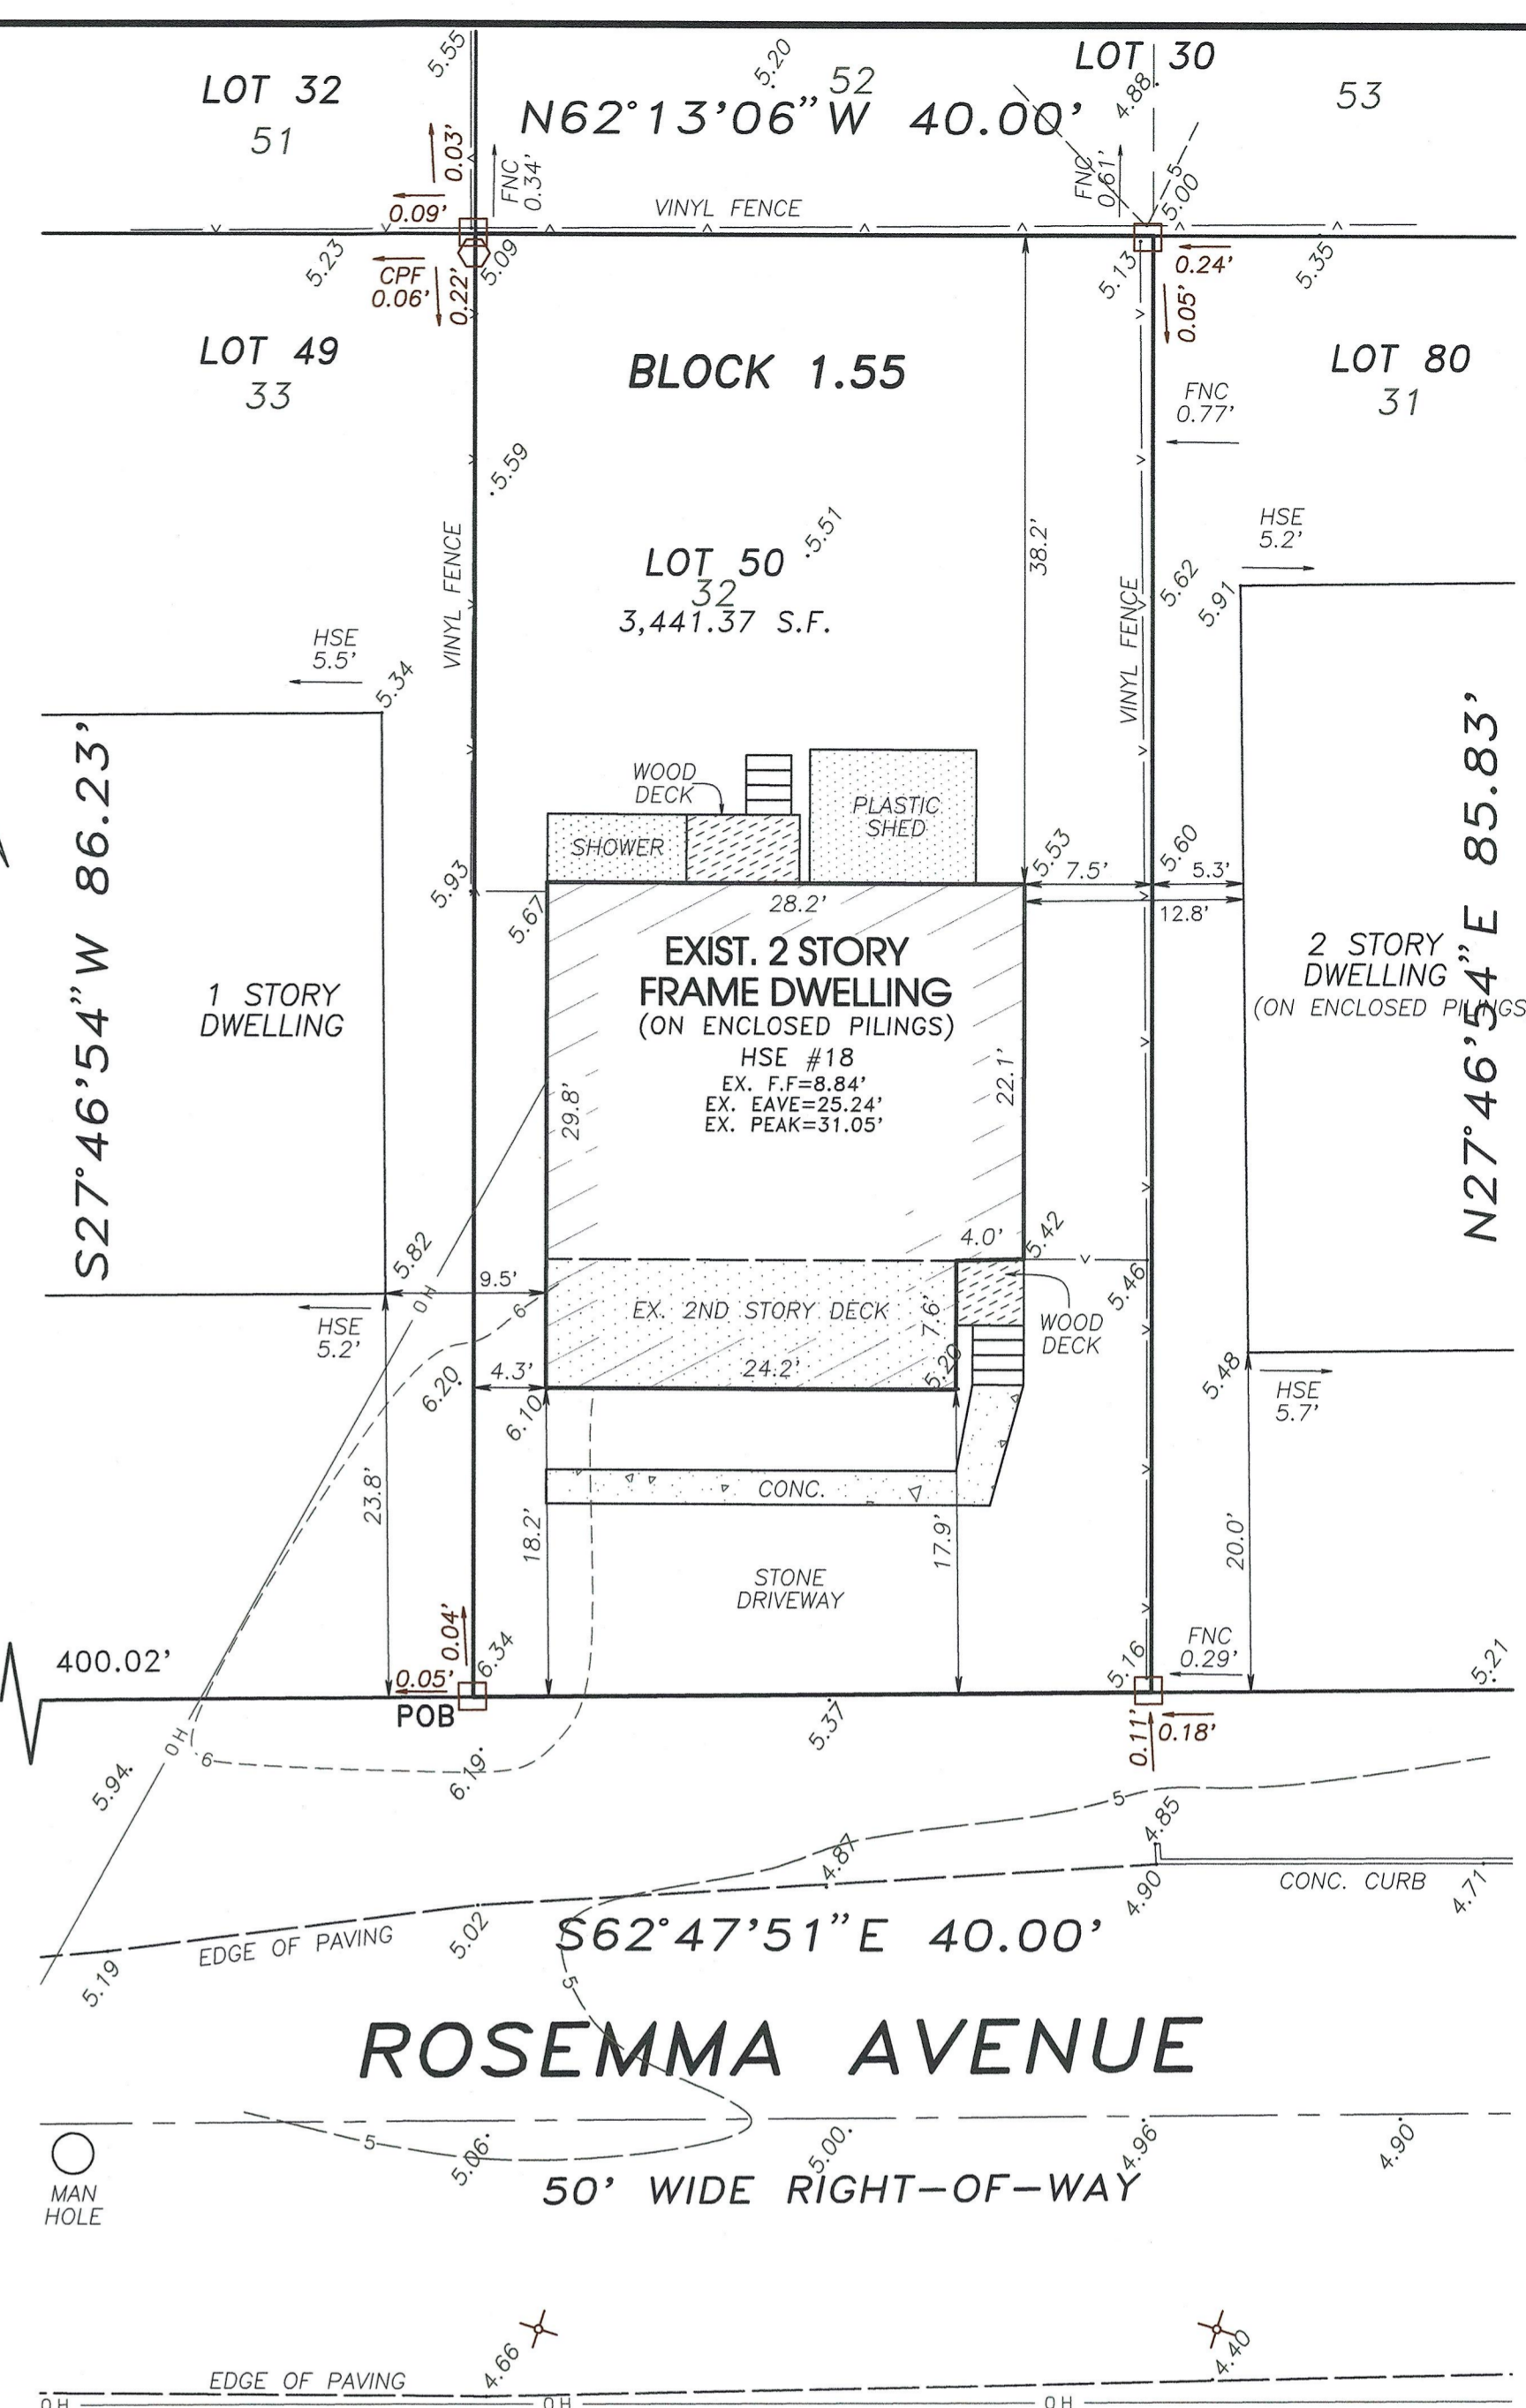 LOT 32
51
5.55
5.20
52
LOT 30
4.88
53
N62°13'06"W 40.00'
0.03'
0.09'
FNC
0.34'
VINYL FENCE
FNC
0.61'
5
5.00
5.23
CPF
0.06'
0.22'
5.09
5.13
0.24'
0.05'
5.35
LOT 49
33
BLOCK 1.55
LOT 80
31
FNC
0.77'
5.59
VINYL FENCE
5.51
LOT 50
32
3,441.37 S.F.
38.2'
VINYL FENCE
HSE
5.2'
5.62
5.91
HSE
5.5'
5.34
S27°46'54"W 86.23'
N27°46'54"E 85.83'
WOOD
DECK
PLASTIC
SHED
SHOWER
5.93
5.67
5.53
7.5'
5.60
5.3'
12.8'
28.2'
EXIST. 2 STORY
FRAME DWELLING
(ON ENCLOSED PILINGS)
HSE #18
EX. F.F=8.84'
EX. EAVE=25.24'
EX. PEAK=31.05'
29.8'
22.1'
1 STORY
DWELLING
2 STORY
DWELLING
(ON ENCLOSED PILINGS
5.82
9.5'
OH
6
4.0'
5.42
5.46
EX. 2ND STORY DECK
7.6'
WOOD
DECK
HSE
5.2'
6.20
4.3'
24.2'
5.20
6.10
5.48
HSE
5.7'
CONC.
23.8'
18.2'
17.9'
20.0'
STONE
DRIVEWAY
400.02'
0.04'
0.05'
6.34
POB
5.16
FNC
0.29'
5.21
0.11'
0.18'
OH
6
5.94
6.19
5.37
5
4.87
4.85
4.90
CONC. CURB
4.71
EDGE OF PAVING
5.19
5.02
S62°47'51"E 40.00'
5
ROSEMMA AVENUE
MAN
HOLE
5
5.06
5.00
4.96
4.90
50' WIDE RIGHT-OF-WAY
4.66
4.40
EDGE OF PAVING
OH
OH
OH